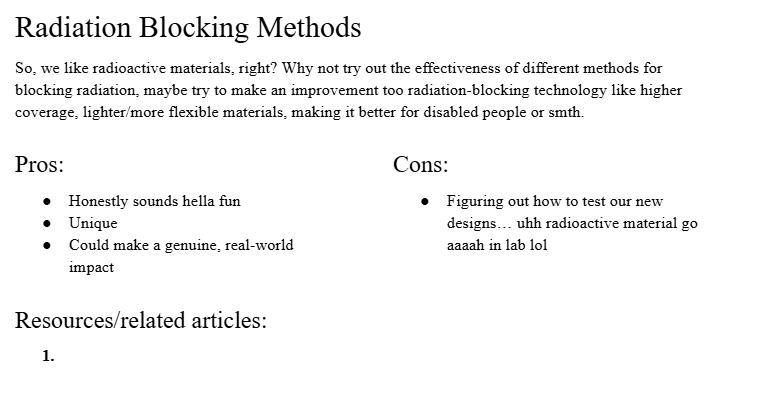 Radiation Blocking Methods
So, we like radioactive materials, right? Why not try out the effectiveness of different methods for
blocking radiation, maybe try to make an improvement too radiation-blocking technology like higher
coverage, lighter/more flexible materials, making it better for disabled people or smth.
Pros:
● Honestly sounds hella fun
● Unique
● Could make a genuine, real-world
impact
Cons:
● Figuring out how to test our new
designs… uhh radioactive material go
aaaah in lab lol
Resources/related articles:
1.